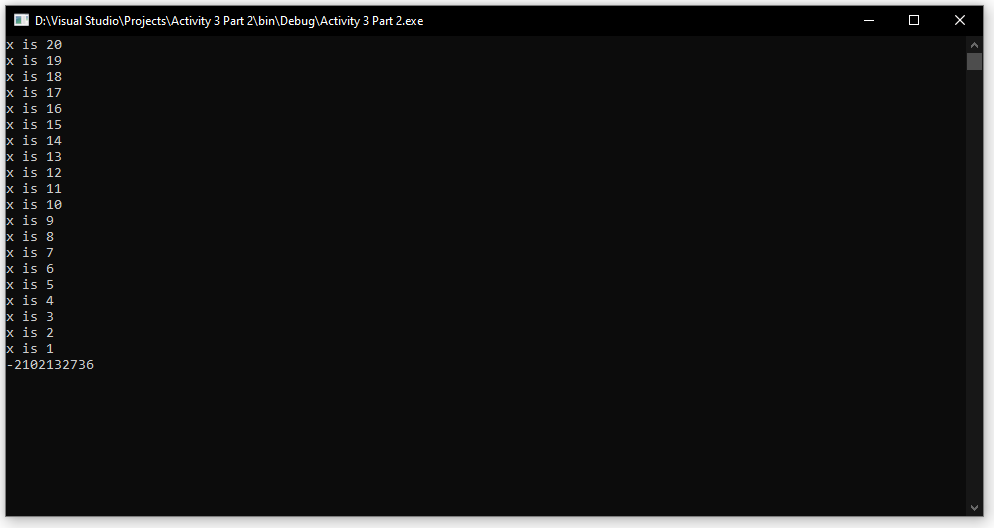 D:\Visual Studio\Projects\Activity 3 Part 2\bin\Debug\Activity 3 Part 2.exe
x is 20
x is 19
x is 18
x is 17
x is 16
x is 15
x is 14
x is 13
x is 12
x is 11
x is 10
x is 9
x is 8
x is 7
x is 6
x is 5
x is 4
x is 3
x is 2
x is 1
-2102132736